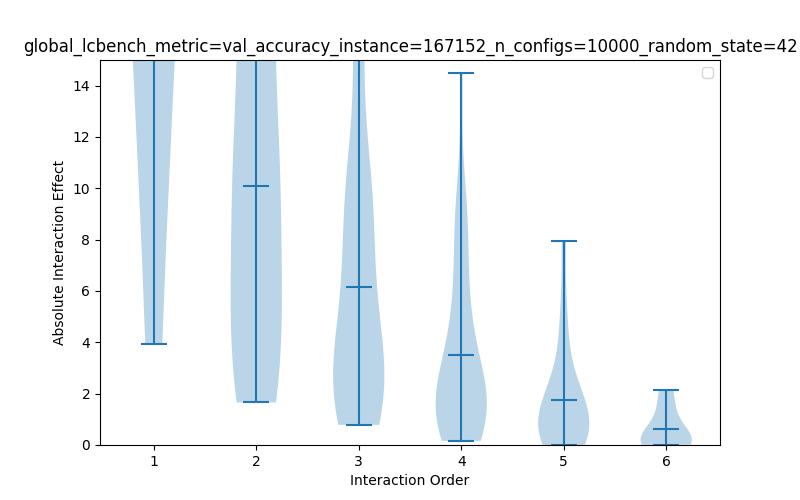 global_lcbench_metric=val_accuracy_instance=167152_n_configs=10000_random_state=42
14
12
10
8
6
4
2
0
Absolute Interaction Effect
1 2 3 4 5 6
Interaction Order